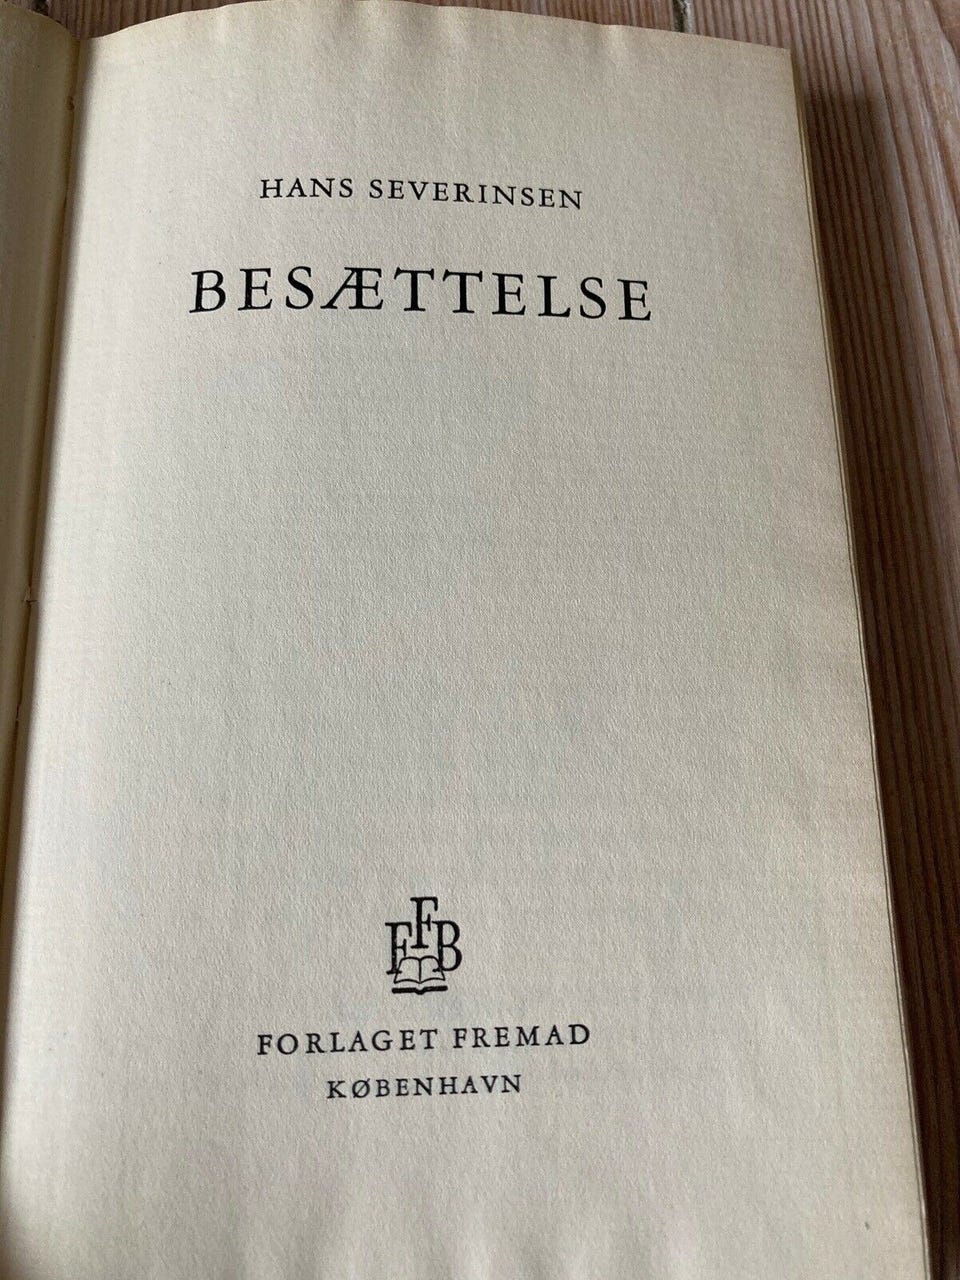 HANS SEVERINSEN
BESÆTTELSE
FFB
FORLAGET FREMAD
KØBENHAVN